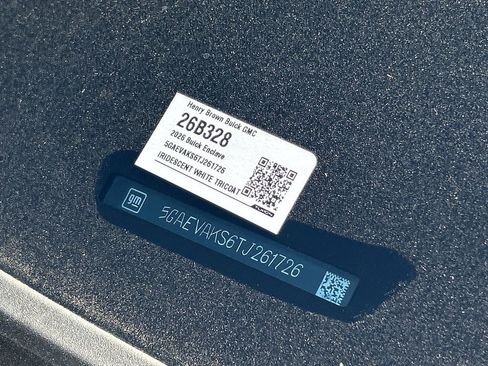 Henry Brown Buick GMC
26B328
2026 Buick Enclave
5GAEVAKS6TJ261726
IRIDESCENT WHITE TRICOAT
gm
5GAEVAKS6TJ261726